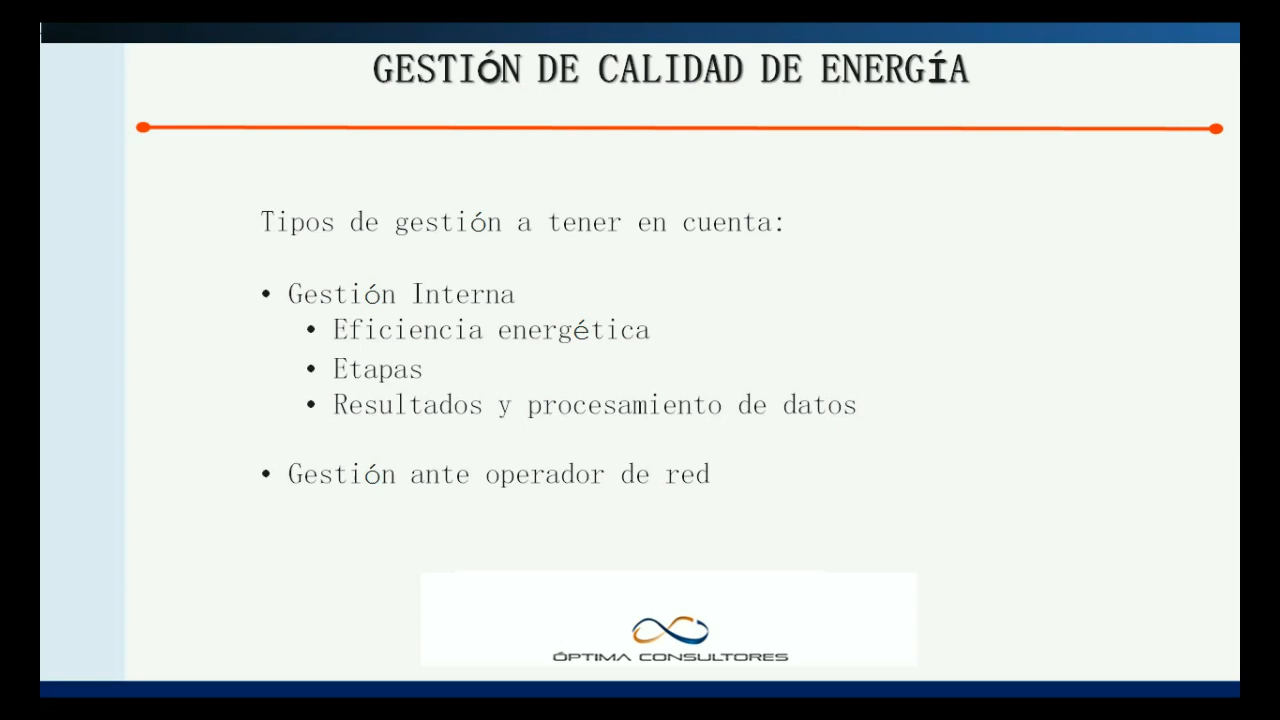 GESTIÓN DE CALIDAD DE ENERGÍA
Tipos de gestión a tener en cuenta:
• Gestión Interna
• Eficiencia energética
• Etapas
• Resultados y procesamiento de datos
• Gestión ante operador de red
ÓPTIMA CONSULTORES